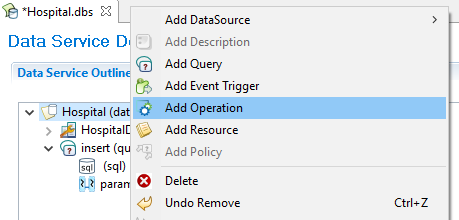 *Hospital.dbs
Data Service D
Data Service Outline
Hospital (data
HospitalD
insert (qu
(sql)
param
Add DataSource
Add Description
Add Query
Add Event Trigger
Add Operation
Add Resource
Add Policy
Delete
Undo Remove Ctrl+Z